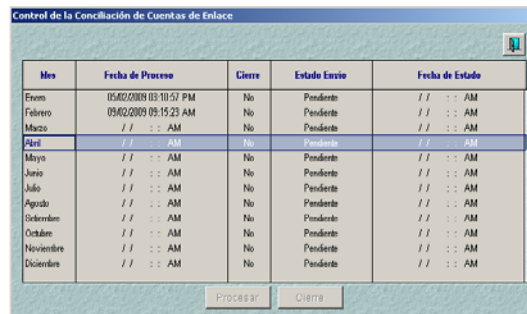 Control de la Conciliación de Cuentas de Enlace
Mes Fecha de Proceso Cierre Estado Envio Fecha de Estado
Enero 05/02/2009 03:10:57 PM No Pendiente / / : : AM
Febrero 09/02/2009 09:15:23 AM No Pendiente / / : : AM
Marzo / / : : AM No Pendiente / / : : AM
Abril / / : : AM No Pendiente / / : : AM
Mayo / / : : AM No Pendiente / / : : AM
Junio / / : : AM No Pendiente / / : : AM
Julio / / : : AM No Pendiente / / : : AM
Agosto / / : : AM No Pendiente / / : : AM
Setiembre / / : : AM No Pendiente / / : : AM
Octubre / / : : AM No Pendiente / / : : AM
Noviembre / / : : AM No Pendiente / / : : AM
Diciembre / / : : AM No Pendiente / / : : AM
Procesar Cierre